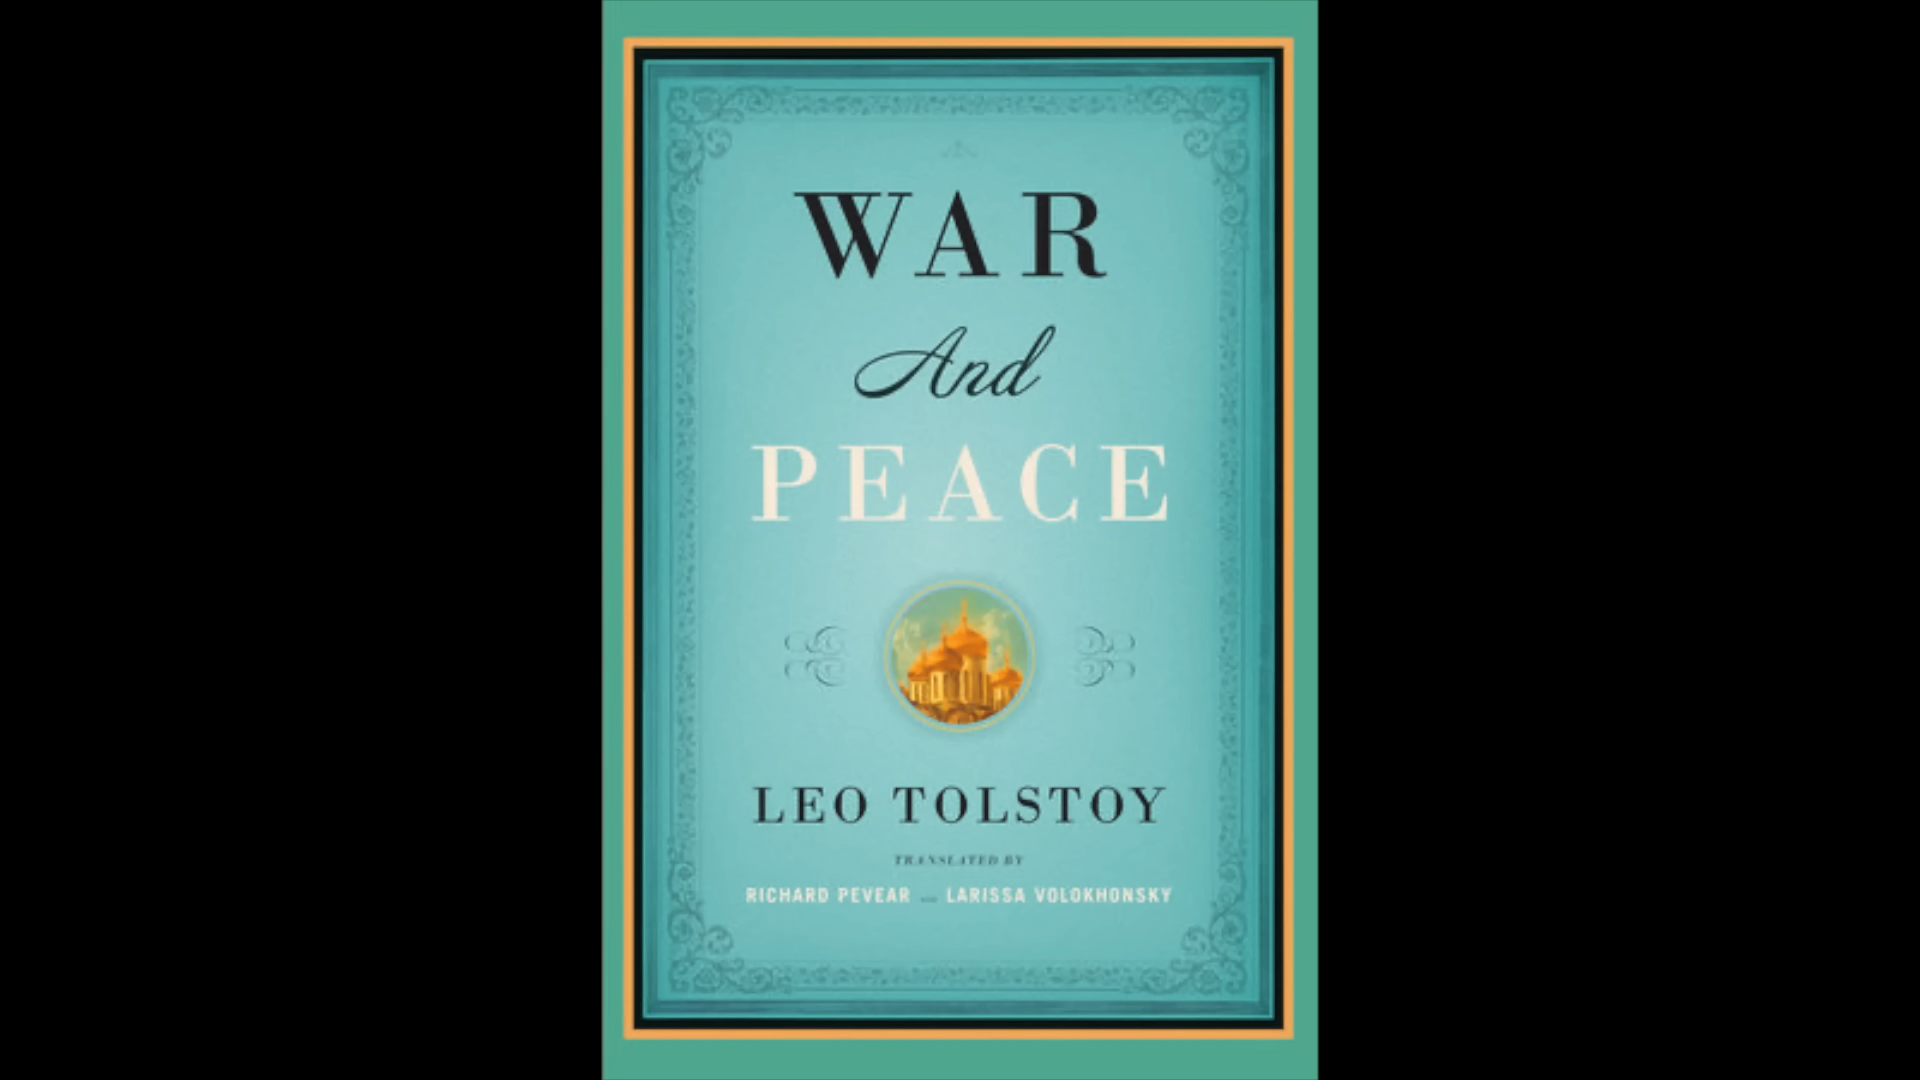 WAR
And
PEACE
LEO TOLSTOY
TRANSLATED BY
RICHARD PEVEAR LARISSA VOLOKHONSKY